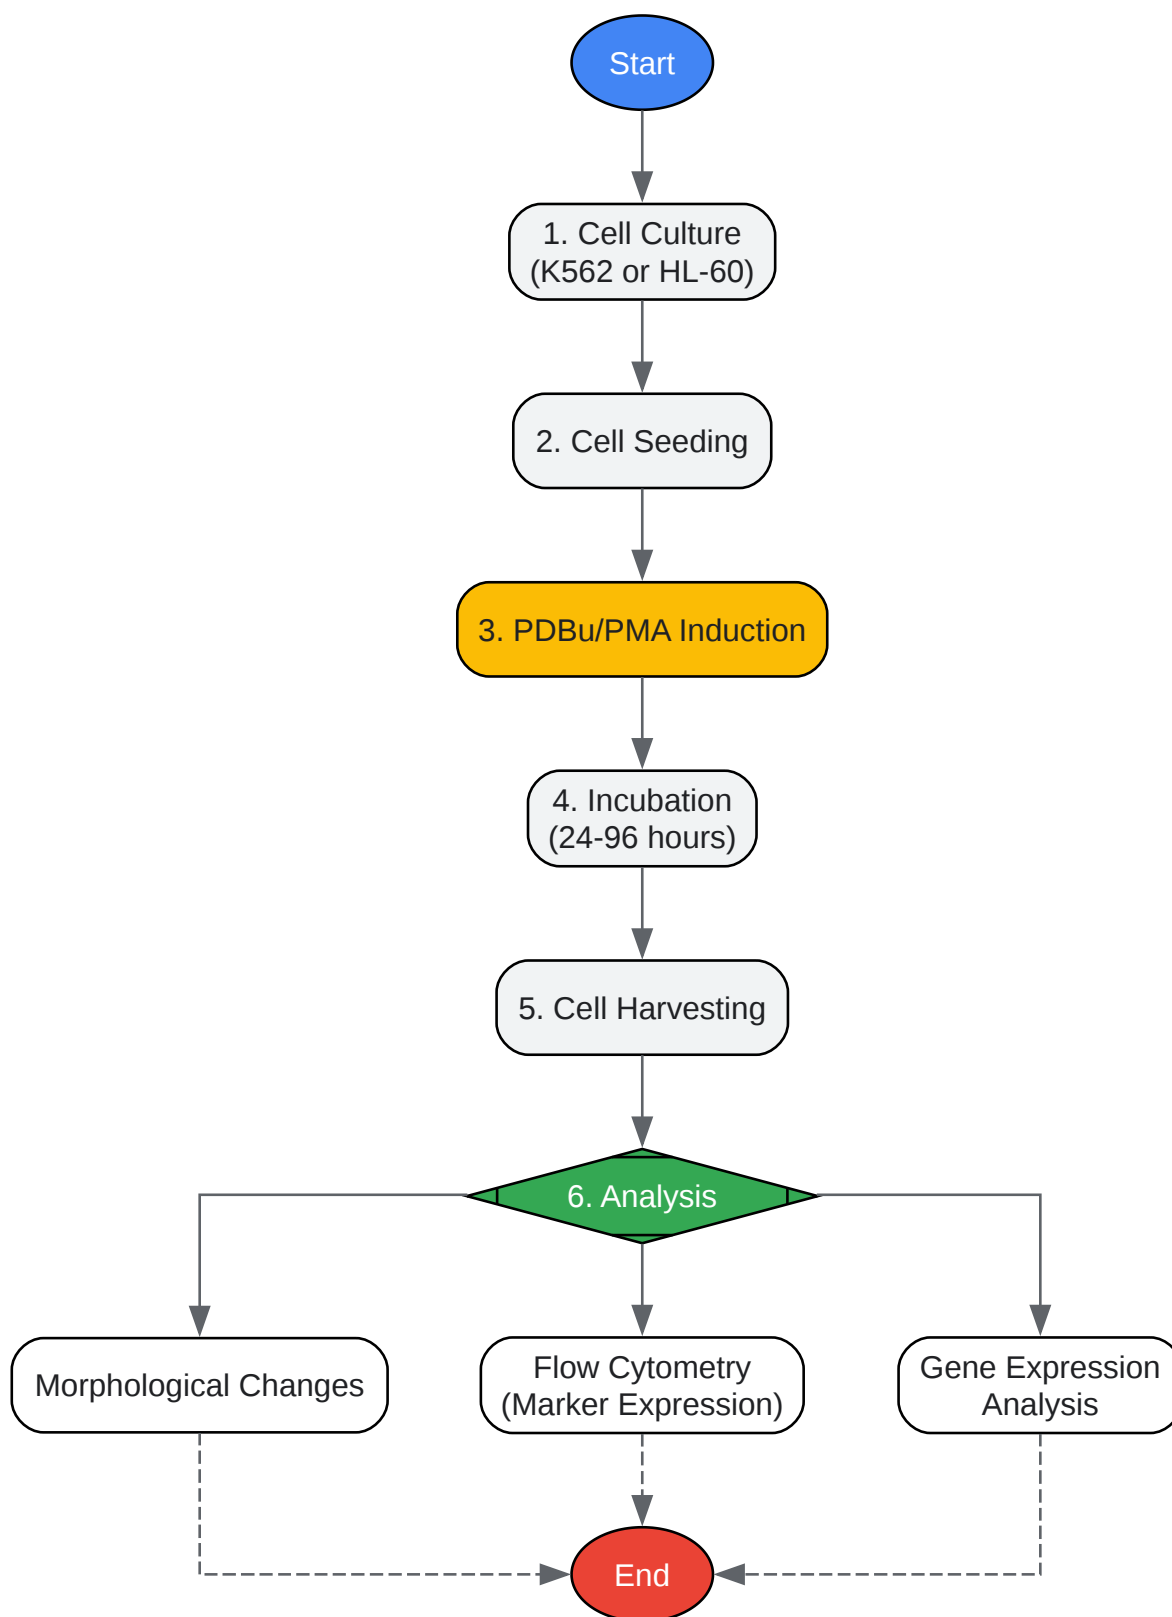 Start
1. Cell Culture
(K562 or HL-60)
2. Cell Seeding
3. PDBu/PMA Induction
4. Incubation
(24-96 hours)
5. Cell Harvesting
6. Analysis
Morphological Changes
Flow Cytometry
(Marker Expression)
Gene Expression
Analysis
End